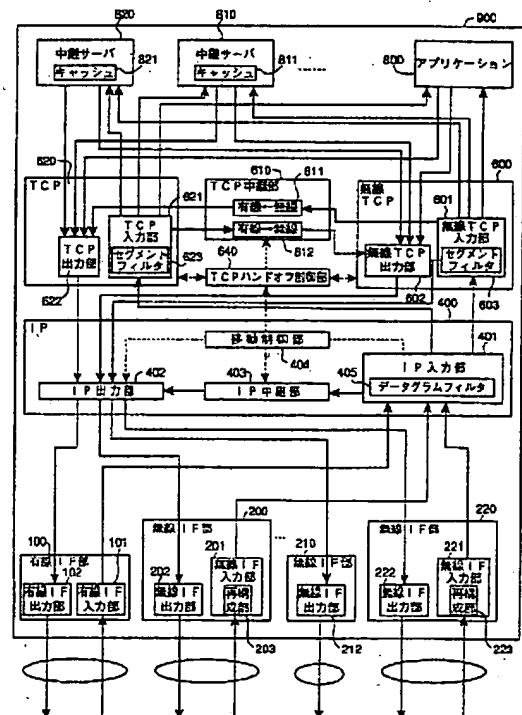 900
820
810
800
中継サーバ
キャッシュ
821
中継サーバ
キャッシュ
811
......
アプリケーション
620
TCP
621
TCP
出力部
622
TCP
入力部
セグメント
フィルタ
623
610
TCP中継部
611
612
640
TCPハンドオフ制御部
600
無線
TCP
601
無線TCP
入力部
セグメント
フィルタ
603
無線TCP
出力部
602
400
IP
移動制御部
404
401
IP入力部
405
データグラムフィルタ
402
IP出力部
403
IP中継部
100
有線IF部
101
102
有線IF
出力部
有線IF
入力部
200
無線IF部
201
202
無線IF
出力部
無線IF
入力部
再構
成部
203
...
210
無線IF部
無線IF
出力部
212
220
無線IF部
221
222
無線IF
出力部
無線IF
入力部
再構
成部
223